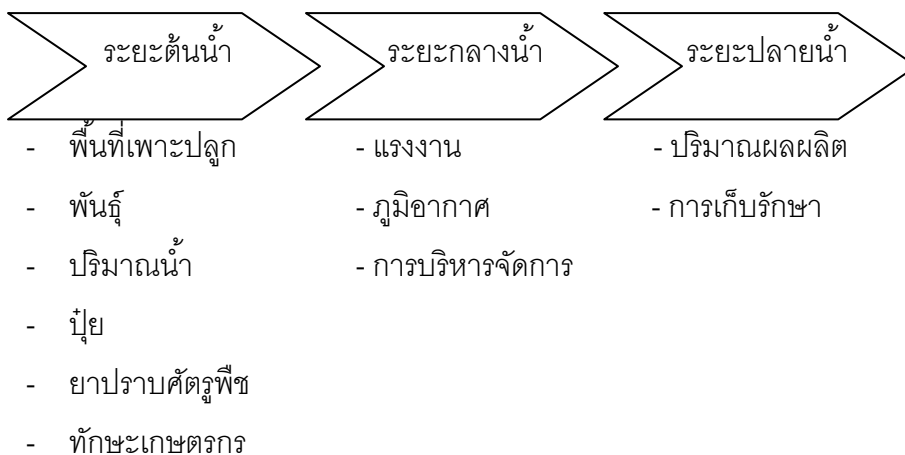 ระยะต้นน้ำ ระยะกลางน้ำ ระยะปลายน้ำ
- พื้นที่เพาะปลูก - แรงงาน - ปริมาณผลผลิต
- พันธุ์ - ภูมิอากาศ - การเก็บรักษา
- ปริมาณน้ำ - การบริหารจัดการ
- ปุ๋ย
- ยาปราบศัตรูพืช
- ทักษะเกษตรกร